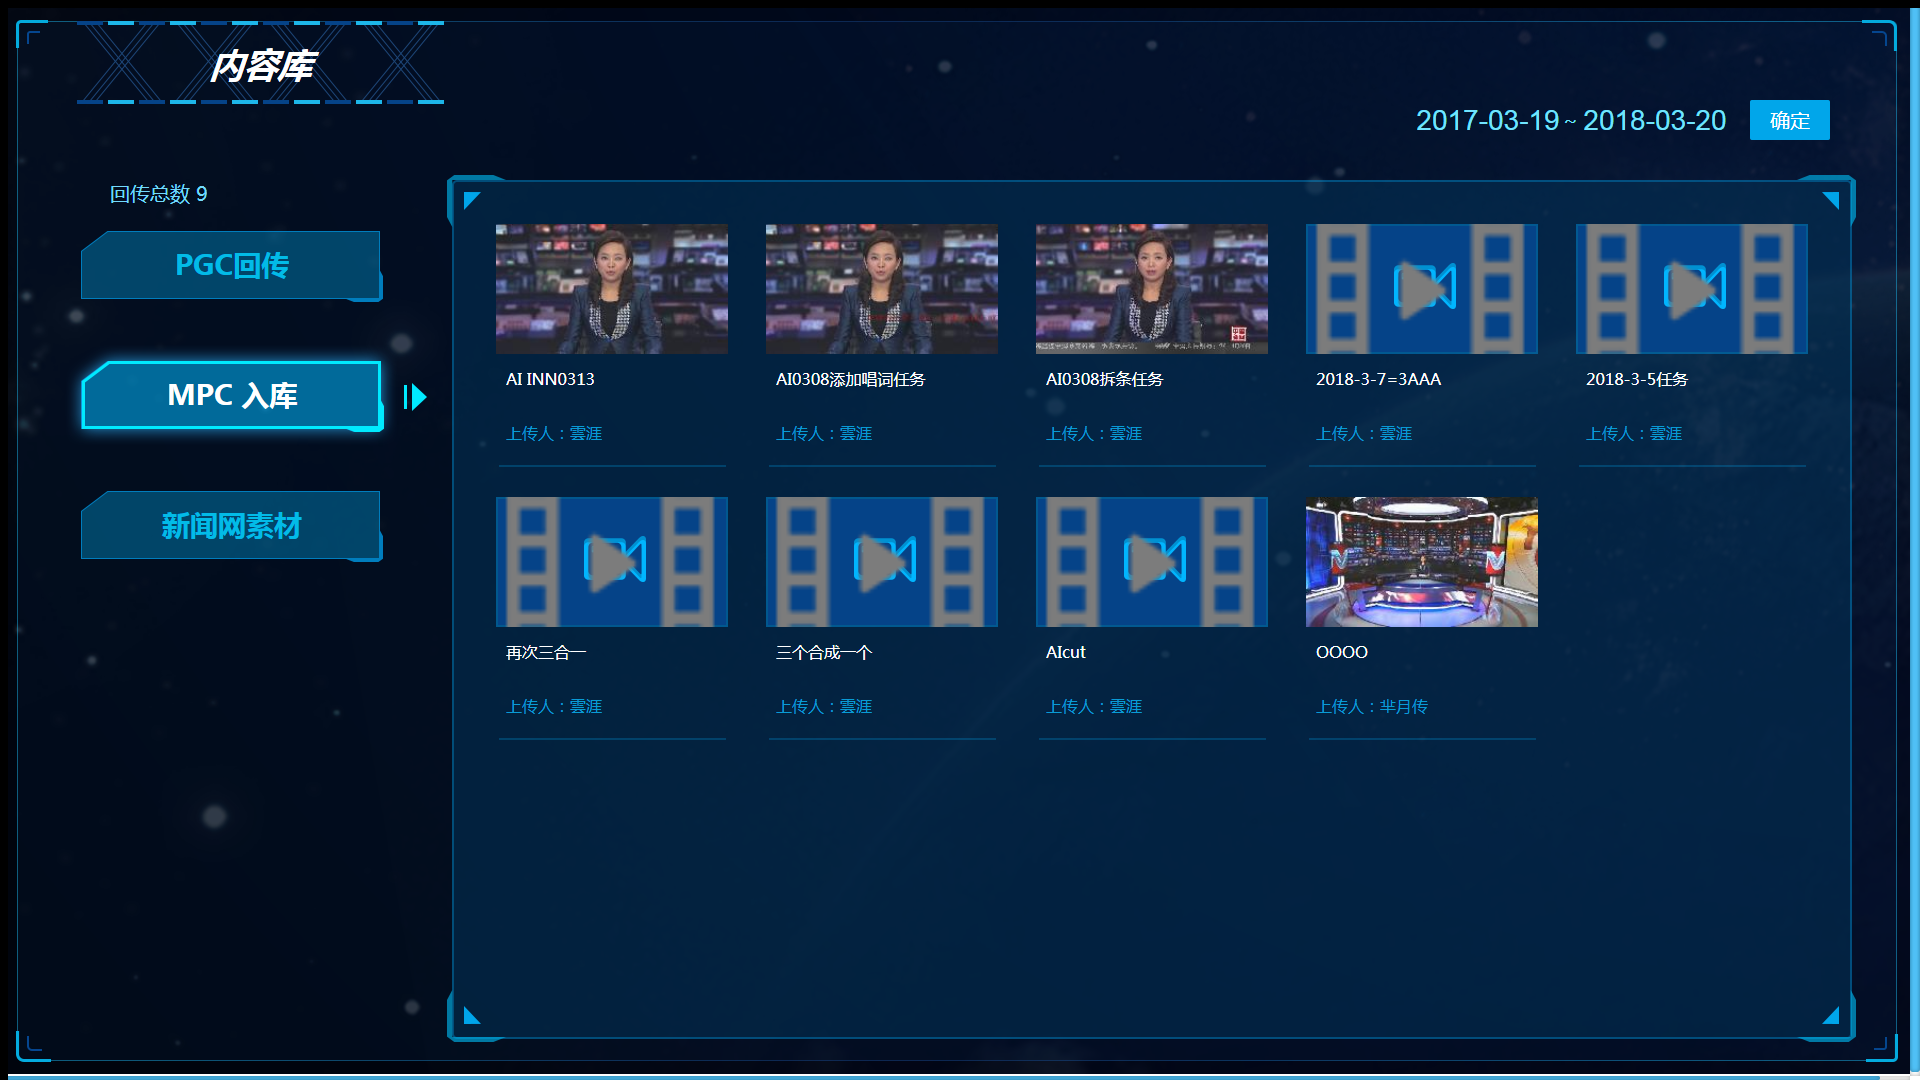 内容库
2017-03-19 ~ 2018-03-20
确定
回传总数 9
PGC回传
MPC 入库
新闻网素材
AI INN0313
上传人：雲涯
AI0308添加唱词任务
上传人：雲涯
AI0308拆条任务
上传人：雲涯
2018-3-7=3AAA
上传人：雲涯
2018-3-5任务
上传人：雲涯
再次三合一
上传人：雲涯
三个合成一个
上传人：雲涯
AIcut
上传人：雲涯
OOOO
上传人：芈月传